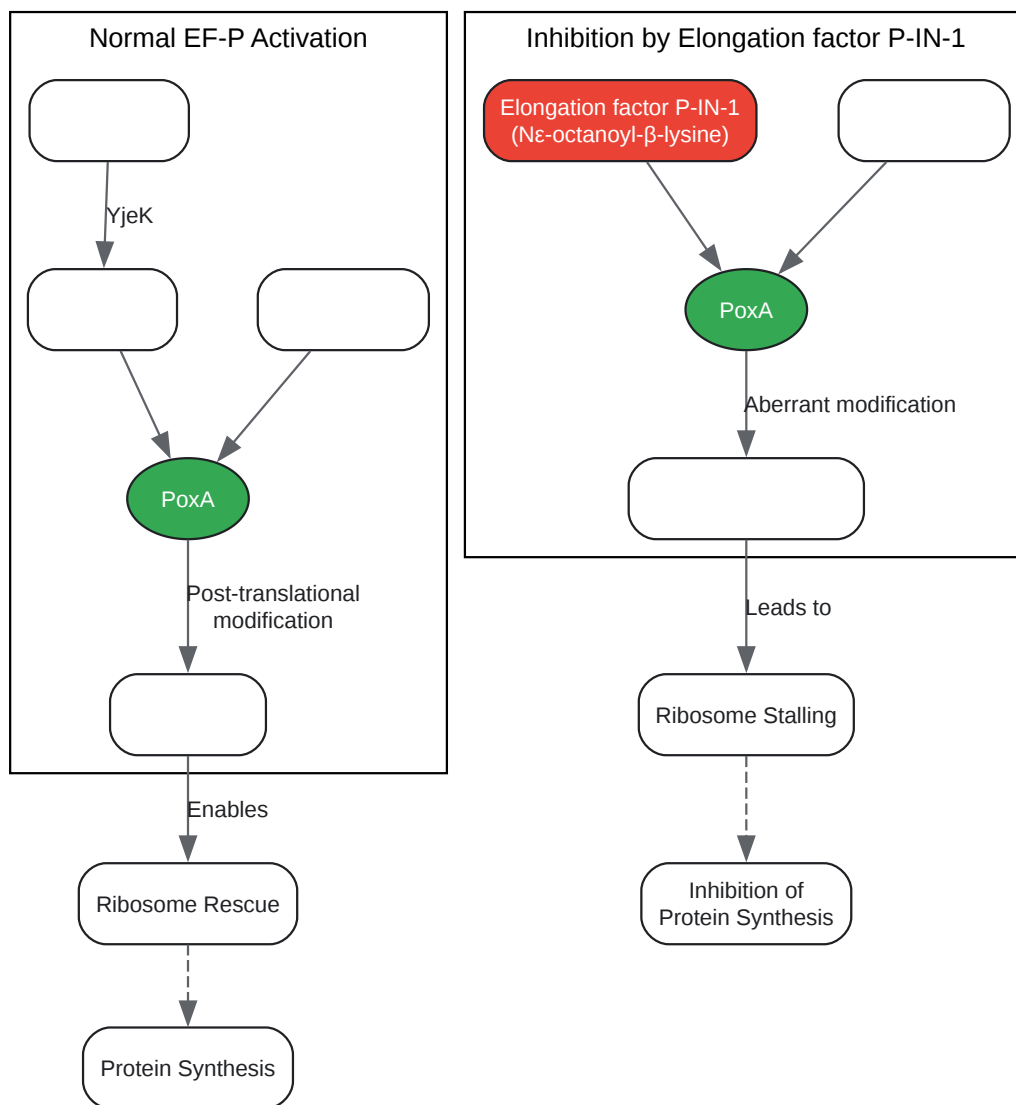 Normal EF-P Activation
YjeK
PoxA
Post-translational
modification
Enables
Ribosome Rescue
Protein Synthesis
Inhibition by Elongation factor P-IN-1
Elongation factor P-IN-1
(Nε-octanoyl-β-lysine)
PoxA
Aberrant modification
Leads to
Ribosome Stalling
Inhibition of
Protein Synthesis